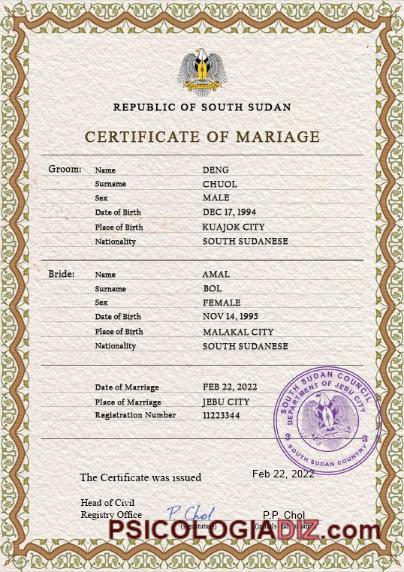 REPUBLIC OF SOUTH SUDAN
CERTIFICATE OF MARIAGE
Groom: Name DENG
Surname CHUOL
Sex MALE
Date of Birth DEC 17, 1994
Place of Birth KUAJOK CITY
Nationality SOUTH SUDANESE
Bride: Name AMAL
Surname BOL
Sex FEMALE
Date of Birth NOV 14, 1995
Place of Birth MALAKAL CITY
Nationality SOUTH SUDANESE
Date of Marriage FEB 22, 2022
Place of Marriage JEBU CITY
Registration Number 11223344
SOUTH SUDAN COUNCIL
DEPARTMENT OF JEBU CITY
SOUTH SUDAN COUNTRY
The Certificate was issued Feb 22, 2022
Head of Civil
Registry Office P. Chol P.P. Chol
(signature)
PSICOLOGIADIZ.com